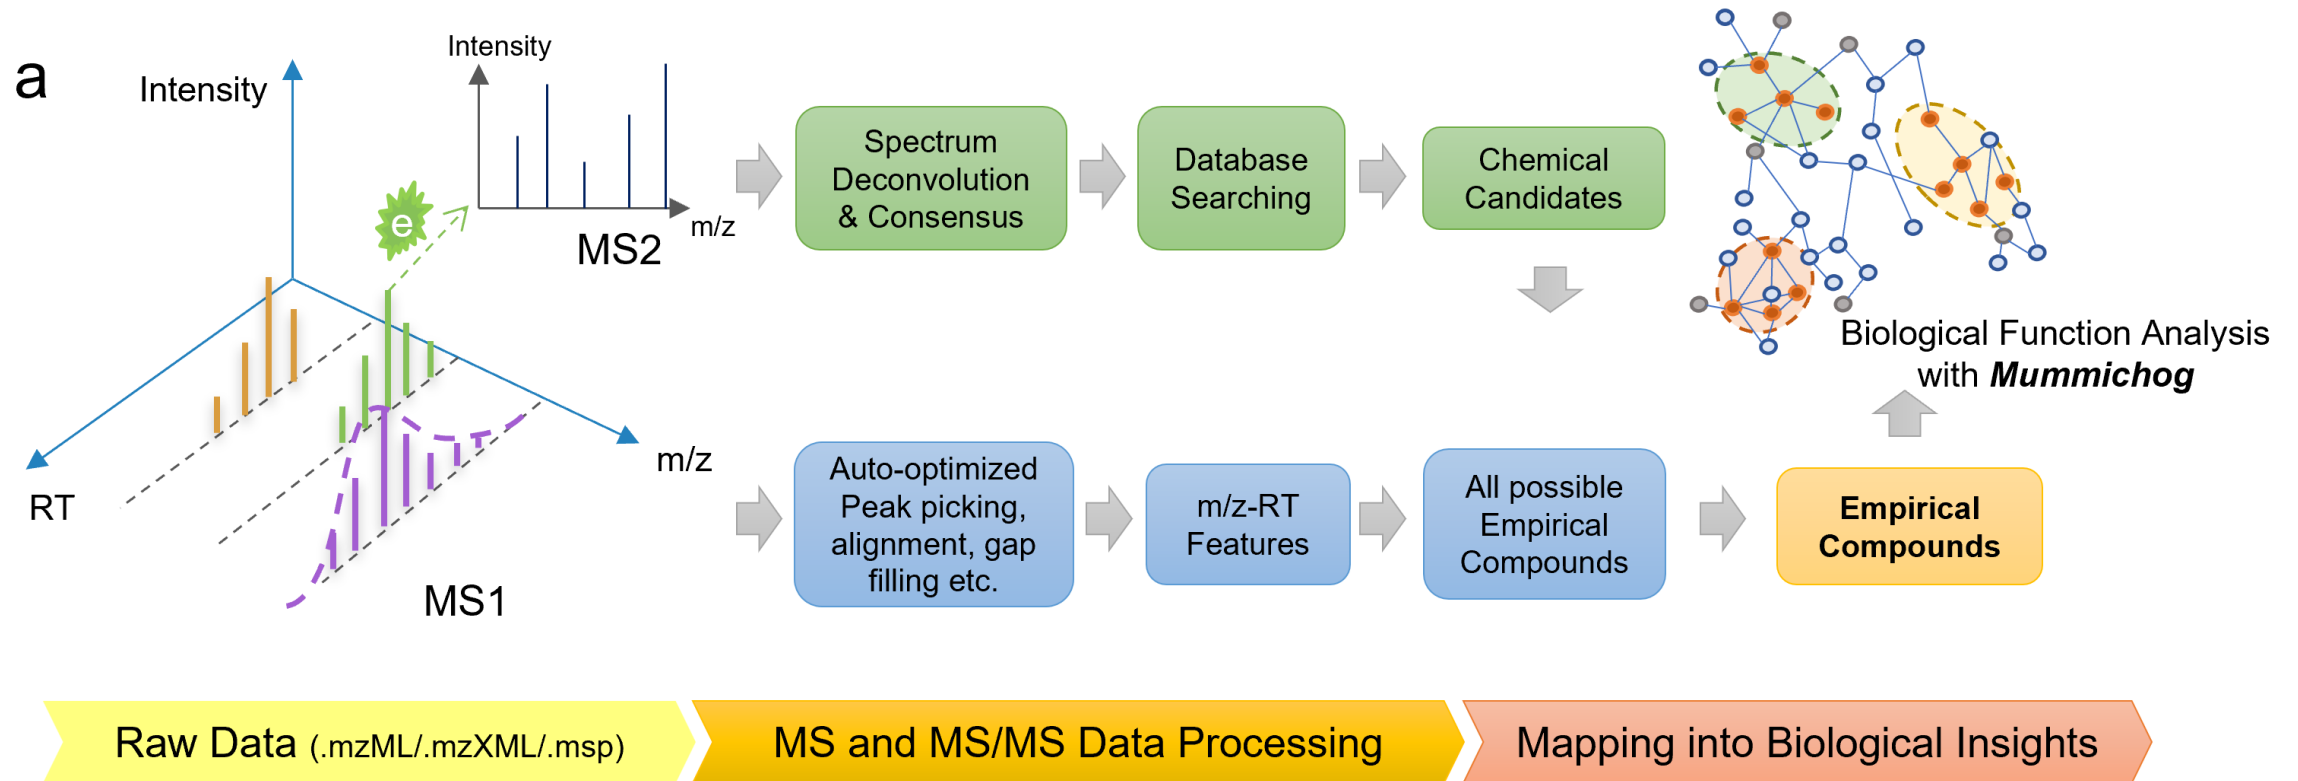 a
Intensity
RT
m/z
MS1
e
Intensity
m/z
MS2
Spectrum
Deconvolution
& Consensus
Database
Searching
Chemical
Candidates
Auto-optimized
Peak picking,
alignment, gap
filling etc.
m/z-RT
Features
All possible
Empirical
Compounds
Empirical
Compounds
Biological Function Analysis
with Mummichog
Raw Data (.mzML/.mzXML/.msp)
MS and MS/MS Data Processing
Mapping into Biological Insights